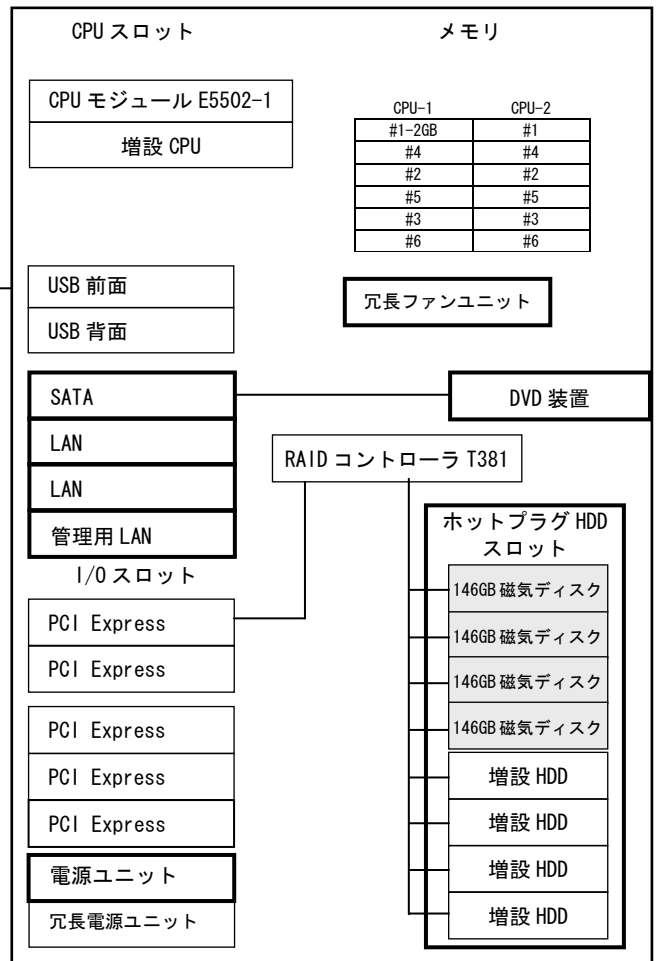 CPU スロット
メモリ
CPU モジュール E5502-1
増設 CPU
CPU-1 CPU-2
#1-2GB #1
#4 #4
#2 #2
#5 #5
#3 #3
#6 #6
USB 前面
USB 背面
冗長ファンユニット
SATA
DVD 装置
LAN
LAN
管理用 LAN
RAID コントローラ T381
ホットプラグ HDD
スロット
146GB 磁気ディスク
146GB 磁気ディスク
146GB 磁気ディスク
146GB 磁気ディスク
増設 HDD
増設 HDD
増設 HDD
増設 HDD
I/O スロット
PCI Express
PCI Express
PCI Express
PCI Express
PCI Express
電源ユニット
冗長電源ユニット